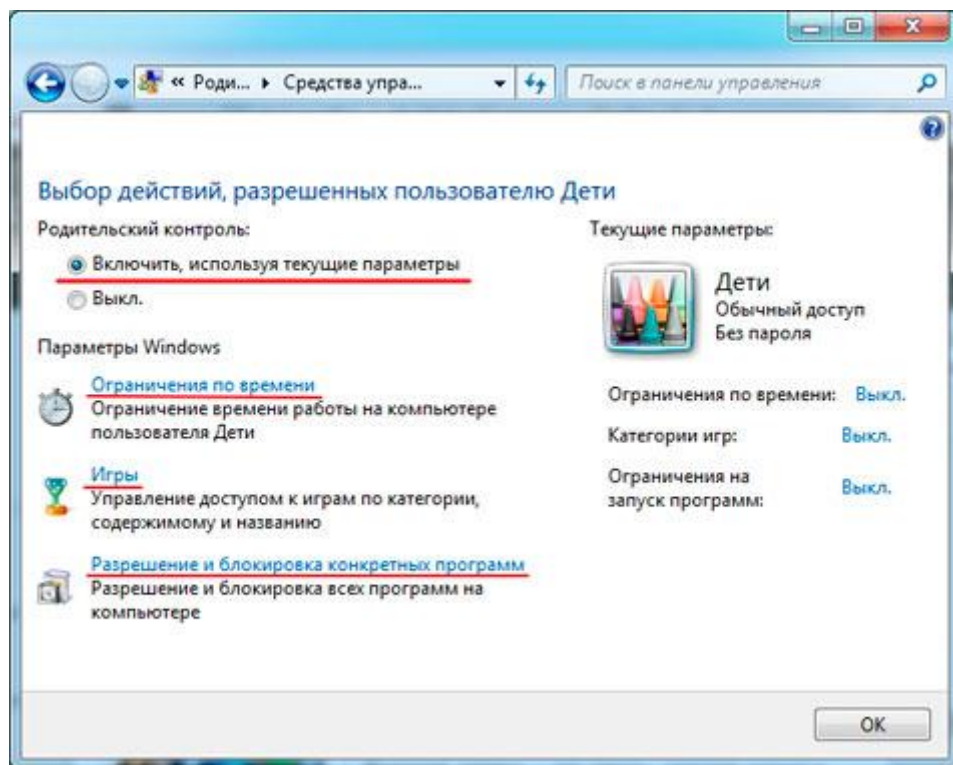 « Роди... ▸ Средства упра...
Поиск в панели управления
Выбор действий, разрешенных пользователю Дети
Родительский контроль:
Включить, используя текущие параметры
Выкл.
Параметры Windows
Ограничения по времени
Ограничение времени работы на компьютере
пользователя Дети
Игры
Управление доступом к играм по категории,
содержимому и названию
Разрешение и блокировка конкретных программ
Разрешение и блокировка всех программ на
компьютере
Текущие параметры:
Дети
Обычный доступ
Без пароля
Ограничения по времени: Выкл.
Категории игр: Выкл.
Ограничения на
запуск программ: Выкл.
OK